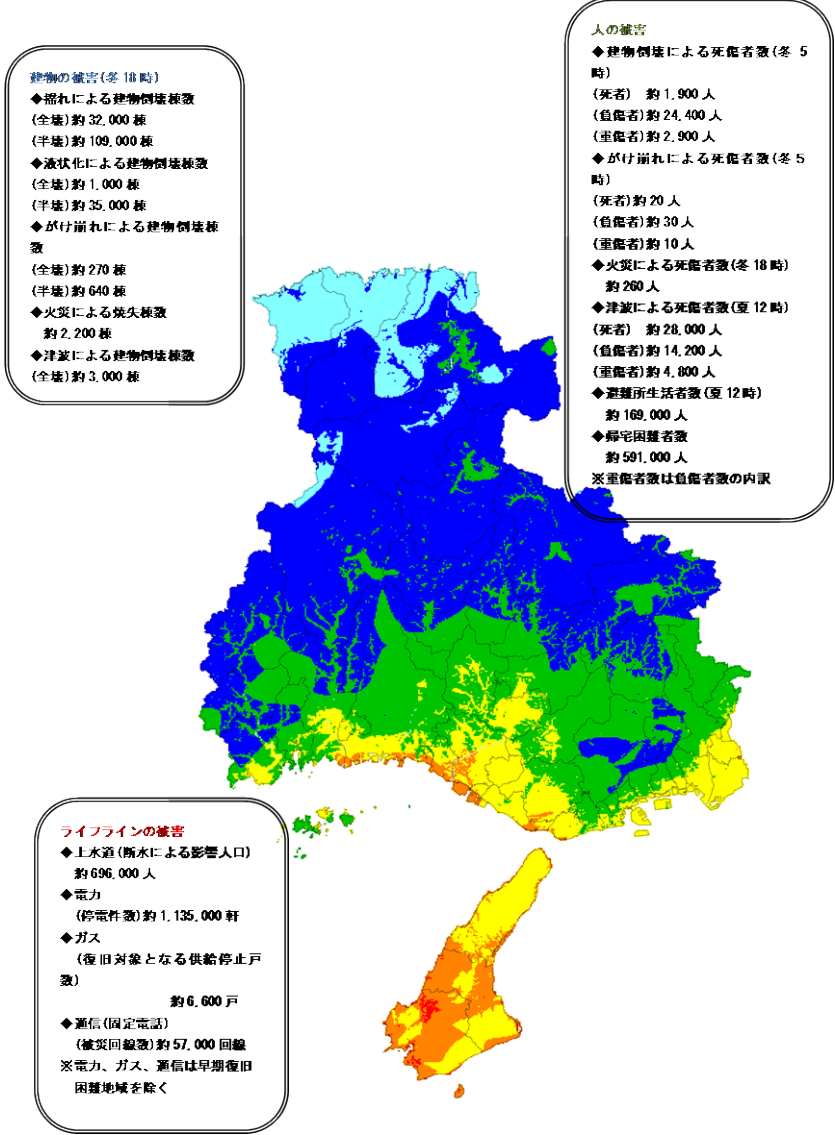 建物の被害(冬18時)
◆揺れによる建物倒壊棟数
(全壊)約32,000棟
(半壊)約109,000棟
◆液状化による建物倒壊棟数
(全壊)約1,000棟
(半壊)約35,000棟
◆がけ崩れによる建物倒壊棟
数
(全壊)約270棟
(半壊)約640棟
◆火災による焼失棟数
約2,200棟
◆津波による建物倒壊棟数
(全壊)約3,000棟
人の被害
◆建物倒壊による死傷者数(冬 5
時)
(死者) 約1,900人
(負傷者)約24,400人
(重傷者)約2,900人
◆がけ崩れによる死傷者数(冬 5
時)
(死者)約20人
(負傷者)約30人
(重傷者)約10人
◆火災による死傷者数(冬18時)
約260人
◆津波による死傷者数(夏12時)
(死者) 約28,000人
(負傷者)約14,200人
(重傷者)約4,800人
◆避難所生活者数(夏12時)
約169,000人
◆帰宅困難者数
約591,000人
※重傷者数は負傷者数の内訳
ライフラインの被害
◆上水道(断水による影響人口)
約696,000人
◆電力
(停電件数)約1,135,000軒
◆ガス
(復旧対象となる供給停止戸
数)
約6,600戸
◆通信(固定電話)
(被災回線数)約57,000回線
※電力、ガス、通信は早期復旧
困難地域を除く